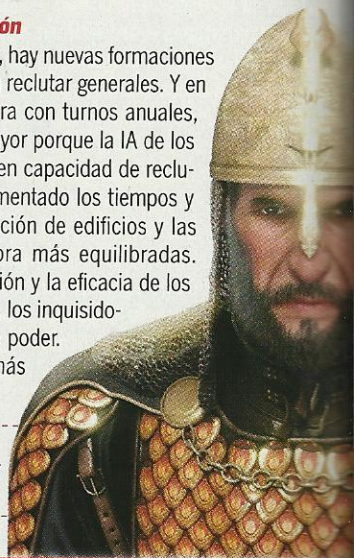 ón
, hay nuevas formaciones
reclutar generales. Y en
ra con turnos anuales,
yor porque la IA de los
en capacidad de reclu-
mentado los tiempos y
ción de edificios y las
ora más equilibradas.
ión y la eficacia de los
los inquisido-
poder.
nás